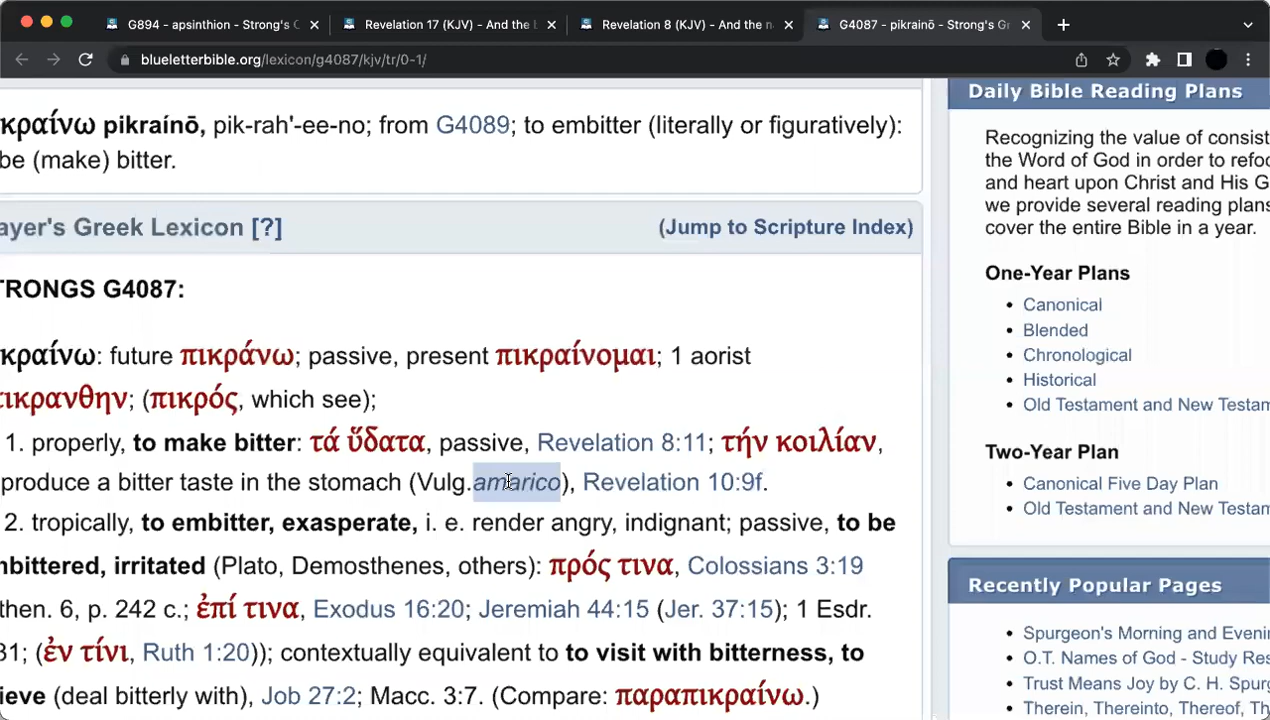 G894 - apsinthion - Strong's G
Revelation 17 (KJV) - And the
Revelation 8 (KJV) - And the n
G4087 - pikrainō - Strong's Gr
blueletterbible.org/lexicon/g4087/kjv/tr/0-1/
κραίνω pikraínō, pik-rah'-ee-no; from G4089; to embitter (literally or figuratively):
be (make) bitter.
ayer's Greek Lexicon [?]
(Jump to Scripture Index)
TRONGS G4087:
κραίνω: future πικράνω; passive, present πικραίνομαι; 1 aorist
πικρανθην; (πικρός, which see);
1. properly, to make bitter: τά ὕδατα, passive, Revelation 8:11; τήν κοιλίαν,
produce a bitter taste in the stomach (Vulg.amarico), Revelation 10:9f.
2. tropically, to embitter, exasperate, i. e. render angry, indignant; passive, to be
mbittered, irritated (Plato, Demosthenes, others): πρός τινα, Colossians 3:19
then. 6, p. 242 c.; ἐπί τινα, Exodus 16:20; Jeremiah 44:15 (Jer. 37:15); 1 Esdr.
31; (ἐν τίνι, Ruth 1:20)); contextually equivalent to to visit with bitterness, to
ieve (deal bitterly with), Job 27:2; Macc. 3:7. (Compare: παραπικραίνω.)
Daily Bible Reading Plans
Recognizing the value of consist
the Word of God in order to refoc
and heart upon Christ and His G
we provide several reading plans
cover the entire Bible in a year.
One-Year Plans
Canonical
Blended
Chronological
Historical
Old Testament and New Testam
Two-Year Plan
Canonical Five Day Plan
Old Testament and New Testam
Recently Popular Pages
Spurgeon's Morning and Evenin
O.T. Names of God - Study Res
Trust Means Joy by C. H. Spurg
Therein, Thereinto, Thereof, Th